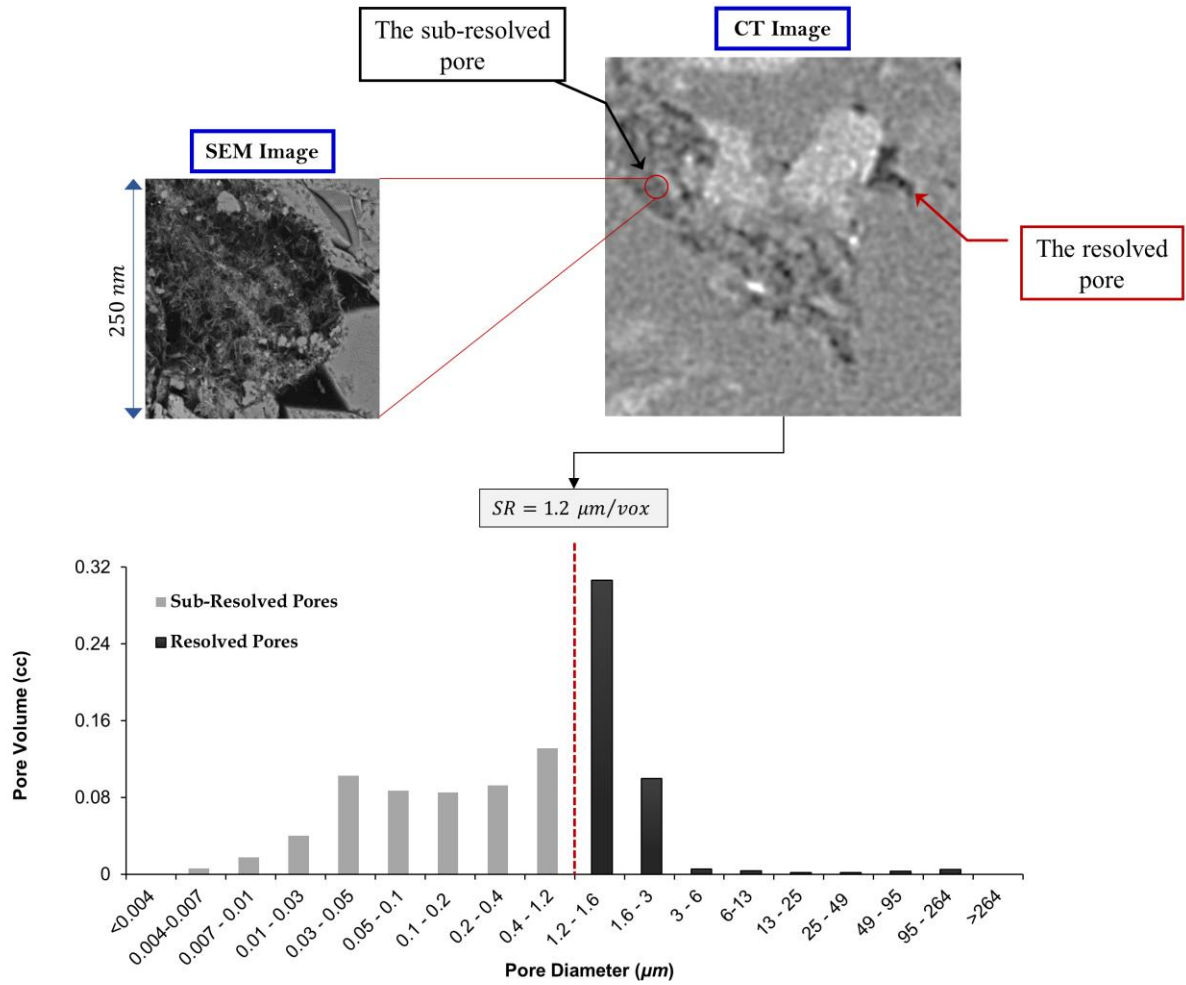 The sub-resolved
pore
CT Image
SEM Image
250 nm
The resolved
pore
SR = 1.2 μm/vox
0.32
0.24
0.16
0.08
0
Pore Volume (cc)
Sub-Resolved Pores
Resolved Pores
<0.004
0.004-0.007
0.007 - 0.01
0.01 - 0.03
0.03 - 0.05
0.05 - 0.1
0.1 - 0.2
0.2 - 0.4
0.4 - 1.2
1.2 - 1.6
1.6 - 3
3 - 6
6-13
13 - 25
25 - 49
49 - 95
95 - 264
>264
Pore Diameter (μm)